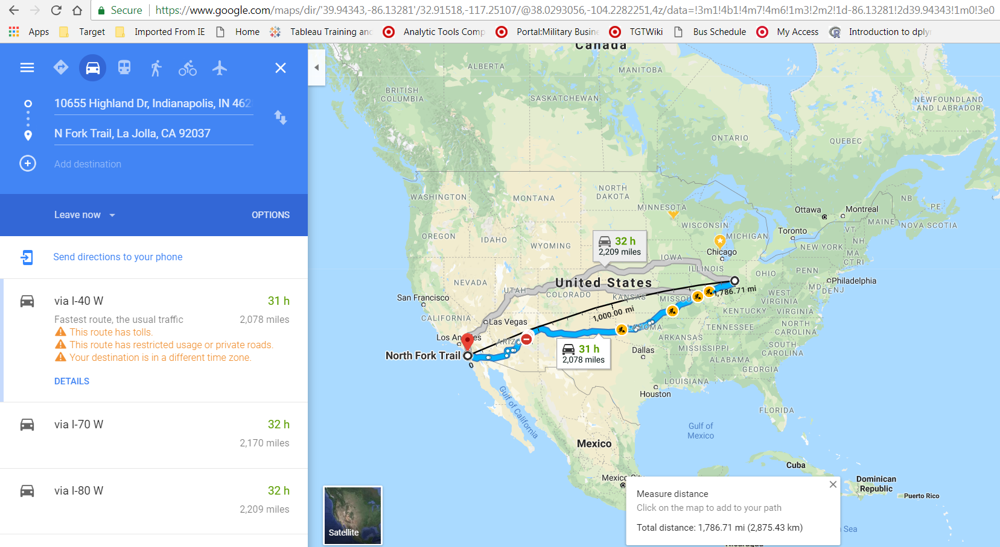 Secure
https://www.google.com/maps/dir/'39.94343,-86.13281'/32.91518,-117.25107/@38.0293056,-104.2282251,4z/data=!3m1!4b1!4m7!4m6!1m3!2m2!1d-86.13281!2d39.94343!1m0!3e0
Apps Target Imported From IE Home Tableau Training and Analytic Tools Comp Portal:Military Busine TGTWiki Bus Schedule My Access Introduction to dply
10655 Highland Dr, Indianapolis, IN 462
N Fork Trail, La Jolla, CA 92037
Add destination
Leave now OPTIONS
Send directions to your phone
via I-40 W 31 h
Fastest route, the usual traffic 2,078 miles
This route has tolls.
This route has restricted usage or private roads.
Your destination is in a different time zone.
DETAILS
via I-70 W 32 h
2,170 miles
via I-80 W 32 h
2,209 miles
Canada
ALBERTA
MANITOBA
BRITISH
COLUMBIA
SASKATCHEWAN
NEWFOUNDLAND
AND LABRADOR
ONTARIO
QUEBEC
WASHINGTON
MONTANA
NORTH
DAKOTA
MINNESOTA
NB
PE
Ottawa
Montreal
MAINE
NOVA SCOTIA
WISCONSIN
MICHIGAN
Toronto
VT
NH
OREGON
IDAHO
WYOMING
32 h
2,209 miles
Chicago
NEW YORK
MA
CT RI
IOWA
ILLINOIS
OHIO
PENN
NEVADA
UTAH
United States
COLORADO
KANSAS
MISSOU
1,786.71 mi
MD
DE
NJ
Philadelphia
WEST
VIRGINIA
San Francisco
CALIFORNIA
Las Vegas
1,000.00 mi
KENTUCKY
VIRGINIA
Los Angeles
ARIZO
LAHOMA
TENNESSEE
NORTH
CAROLINA
ARKANSAS
MISSISSIPPI
SOUTH
CAROLINA
North Fork Trail
0
31 h
2,078 miles
Dallas
ALABAMA
GEORGIA
LOUISIANA
Houston
FLORIDA
Gulf of California
Gulf of
Mexico
Mexico
Mexico City
Cuba
Dominican
Republic
Puerto Rico
Sea
Nicaragua
Satellite
Measure distance
Click on the map to add to your path
Total distance: 1,786.71 mi (2,875.43 km)